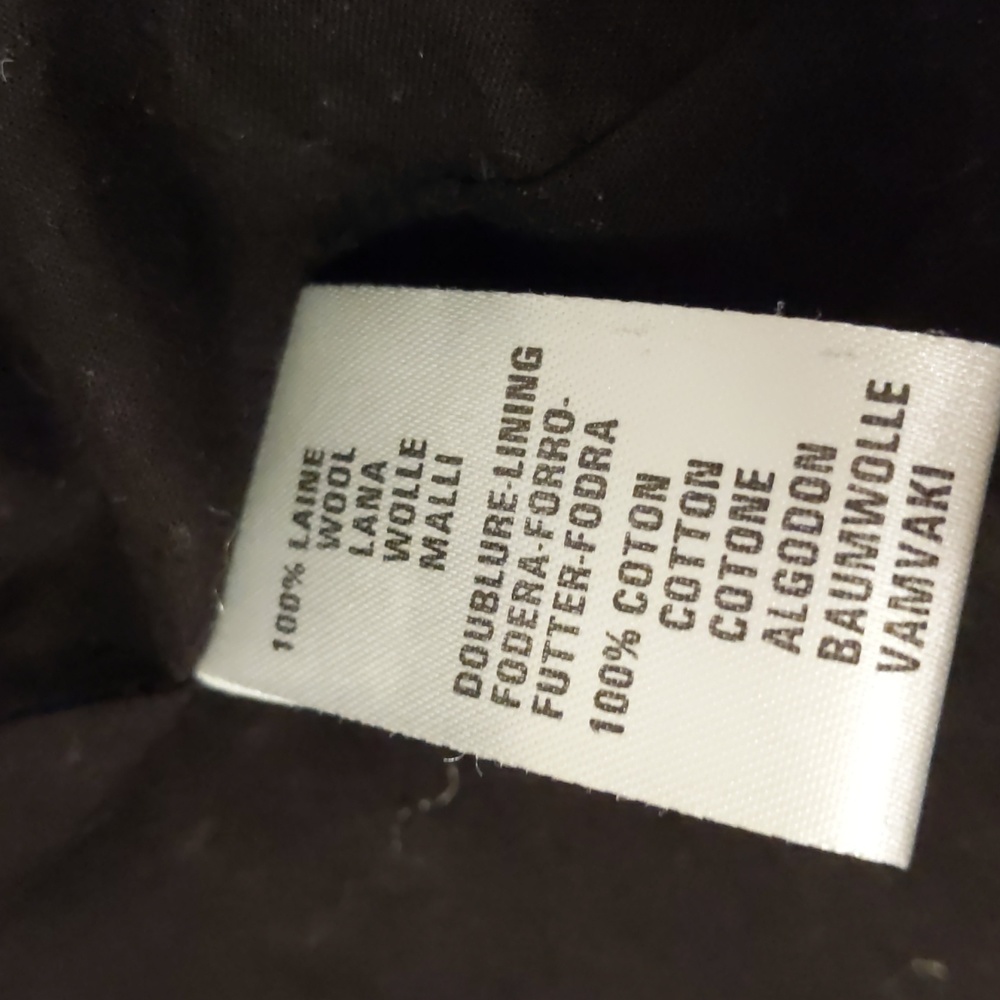 100% LAINE
WOOL
LANA
WOLLE
MALLI
DOUBLURE-LINING
FODERA-FORRO-
FUTTER-FODRA
100% COTON
COTTON
COTONE
ALGODON
BAUMWOLLE
VAMVAKI